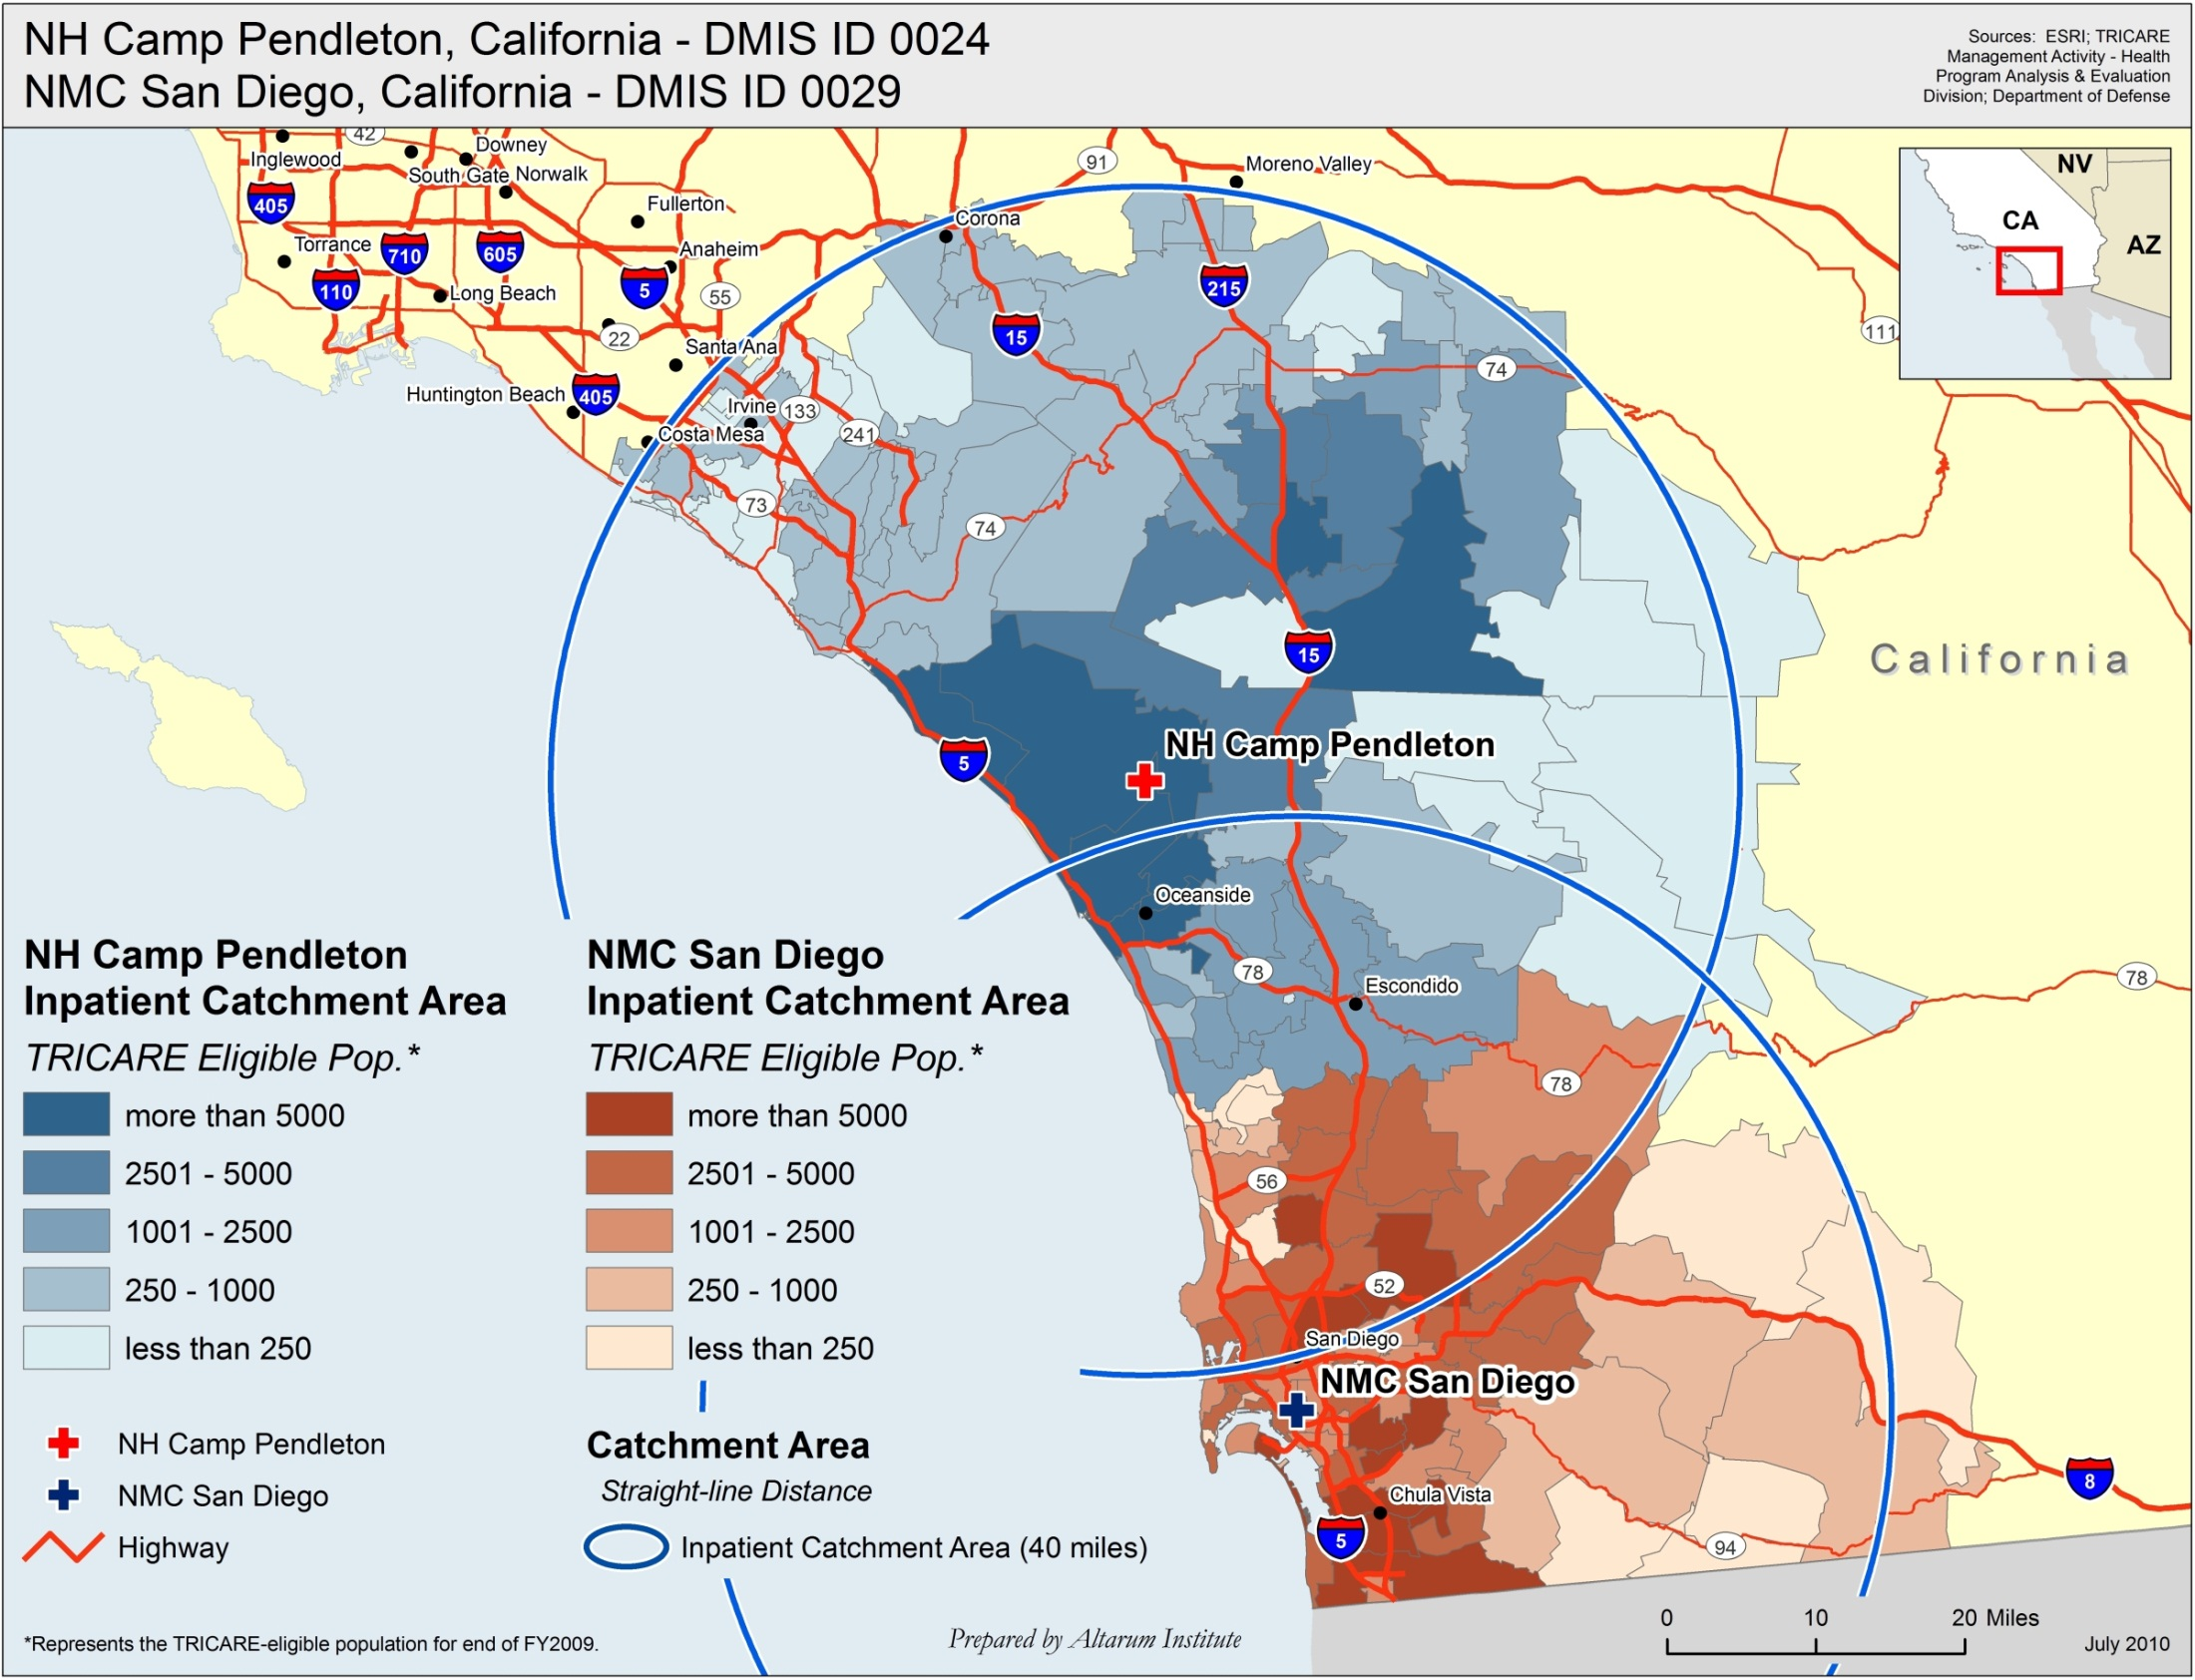 NH Camp Pendleton, California - DMIS ID 0024
NMC San Diego, California - DMIS ID 0029
Sources: ESRI; TRICARE
Management Activity - Health
Program Analysis & Evaluation
Division; Department of Defense
42
Inglewood
Downey
South Gate
Norwalk
91
Moreno Valley
NV
CA
AZ
405
Fullerton
Corona
Torrance
710
605
Anaheim
110
Long Beach
5
55
215
22
15
111
Santa Ana
74
Huntington Beach
405
Irvine
133
Costa Mesa
241
73
74
15
California
NH Camp Pendleton
5
Oceanside
78
Escondido
78
78
56
52
San Diego
NMC San Diego
Chula Vista
5
8
94
NH Camp Pendleton
Inpatient Catchment Area
TRICARE Eligible Pop.*
more than 5000
2501 - 5000
1001 - 2500
250 - 1000
less than 250
NMC San Diego
Inpatient Catchment Area
TRICARE Eligible Pop.*
more than 5000
2501 - 5000
1001 - 2500
250 - 1000
less than 250
NH Camp Pendleton
NMC San Diego
Highway
Catchment Area
Straight-line Distance
Inpatient Catchment Area (40 miles)
*Represents the TRICARE-eligible population for end of FY2009.
Prepared by Altarum Institute
0 10 20 Miles
July 2010